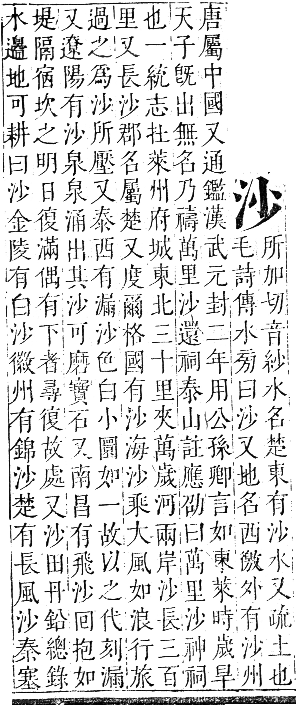 沙
所加切音紗水名楚東有沙水又疏土也
毛詩傳水旁曰沙又地名西徼外有沙州
唐屬中國又通鑑漢武元封二年用公孫卿言如東萊時歲旱
天子旣出無名乃禱萬里沙還祠泰山註應劭曰萬里沙神祠
也一統志在萊州府城東北三十里夾萬歲河兩岸沙長三百
里又長沙郡名屬楚又度爾格國有沙海沙乘大風如浪行旅
過之爲沙所壓又泰西有漏沙色白小圜如一故以之代刻漏
又遼陽有沙泉泉涌出其沙可磨寶石又南昌有飛沙回抱如
堤隔宿坎之明日復滿偶有下者尋復故處又沙田丹鉛總錄
水邊地可耕曰沙金陵有白沙徽州有錦沙楚有長風沙秦塞